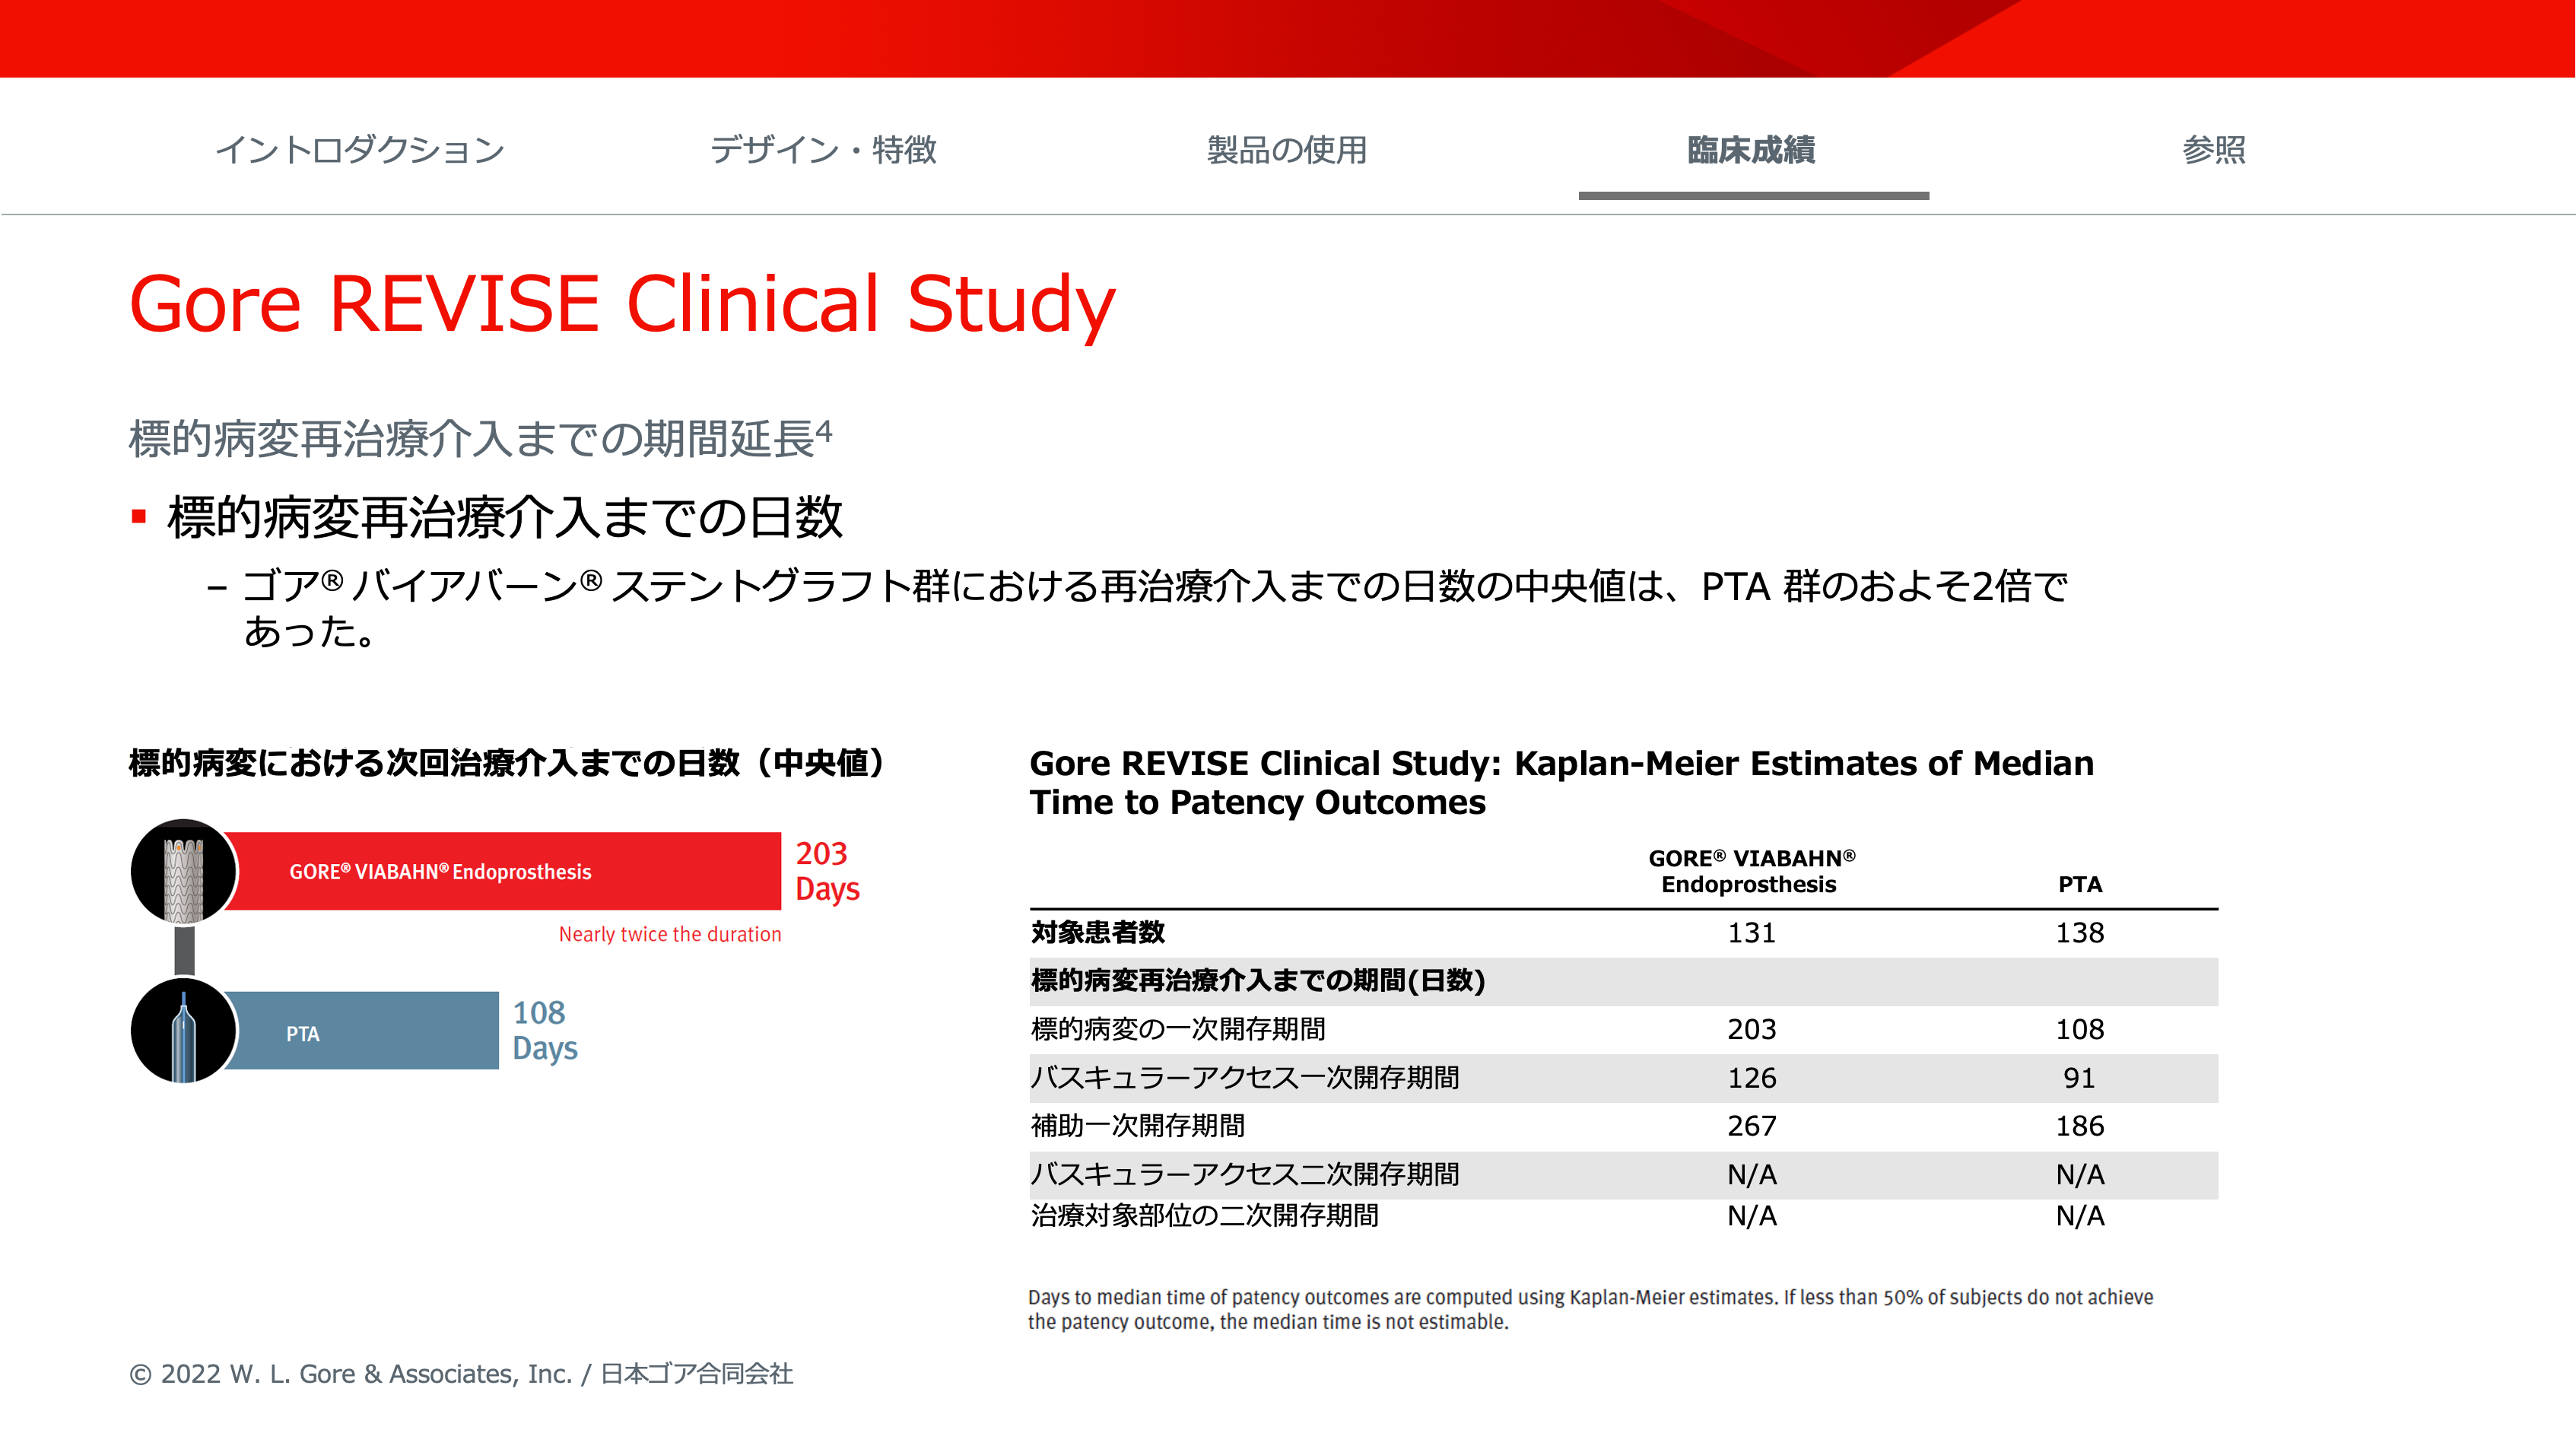 イントロダクション デザイン・特徴 製品の使用 臨床成績 参照
Gore REVISE Clinical Study
標的病変再治療介入までの期間延長4
▪ 標的病変再治療介入までの日数
– ゴア® バイアバーン® ステントグラフト群における再治療介入までの日数の中央値は、PTA 群のおよそ2倍で
あった。
標的病変における次回治療介入までの日数（中央値）
GORE® VIABAHN® Endoprosthesis
203
Days
Nearly twice the duration
PTA
108
Days
Gore REVISE Clinical Study: Kaplan-Meier Estimates of Median
Time to Patency Outcomes
GORE® VIABAHN®
Endoprosthesis PTA
対象患者数 131 138
標的病変再治療介入までの期間(日数)
標的病変の一次開存期間 203 108
バスキュラーアクセス一次開存期間 126 91
補助一次開存期間 267 186
バスキュラーアクセス二次開存期間 N/A N/A
治療対象部位の二次開存期間 N/A N/A
Days to median time of patency outcomes are computed using Kaplan-Meier estimates. If less than 50% of subjects do not achieve
the patency outcome, the median time is not estimable.
© 2022 W. L. Gore & Associates, Inc. / 日本ゴア合同会社